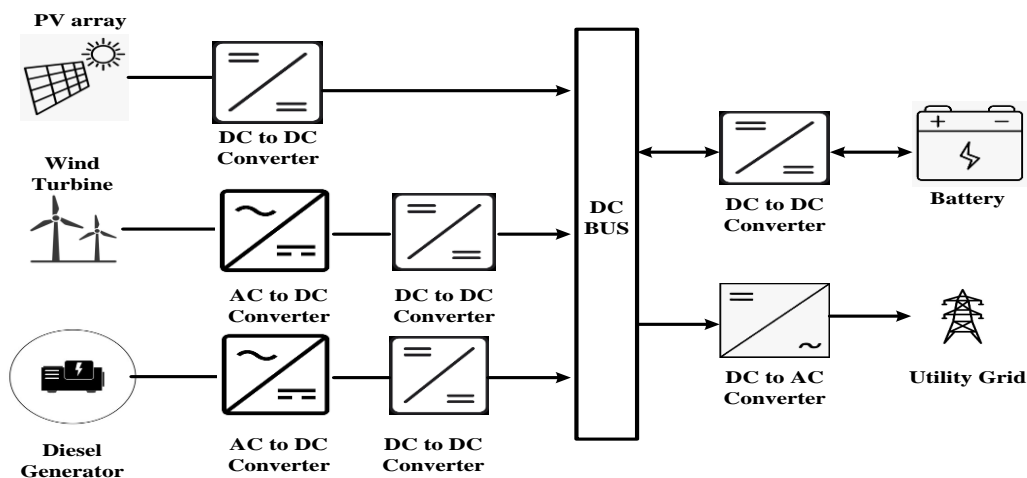 PV array
DC to DC
Converter
Wind
Turbine
AC to DC
Converter
DC to DC
Converter
Diesel
Generator
AC to DC
Converter
DC to DC
Converter
DC
BUS
DC to DC
Converter
+ −
Battery
DC to AC
Converter
Utility Grid